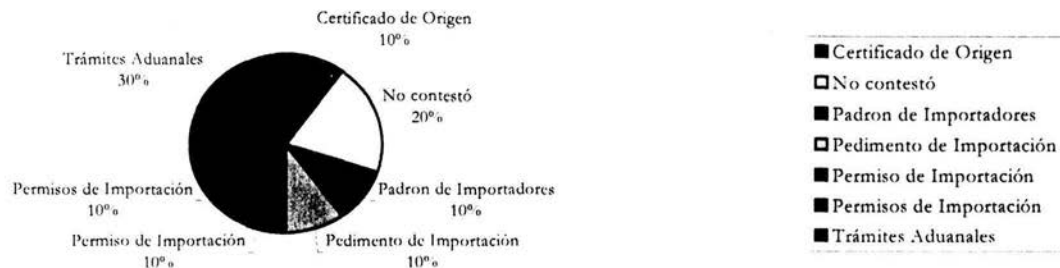 Certificado de Origen
10%
Trámites Aduanales
30%
No contestó
20%
Permisos de Importación
10%
Padron de Importadores
10%
Permiso de Importación
10%
Pedimento de Importación
10%
Certificado de Origen
No contestó
Padron de Importadores
Pedimento de Importación
Permiso de Importación
Permisos de Importación
Trámites Aduanales